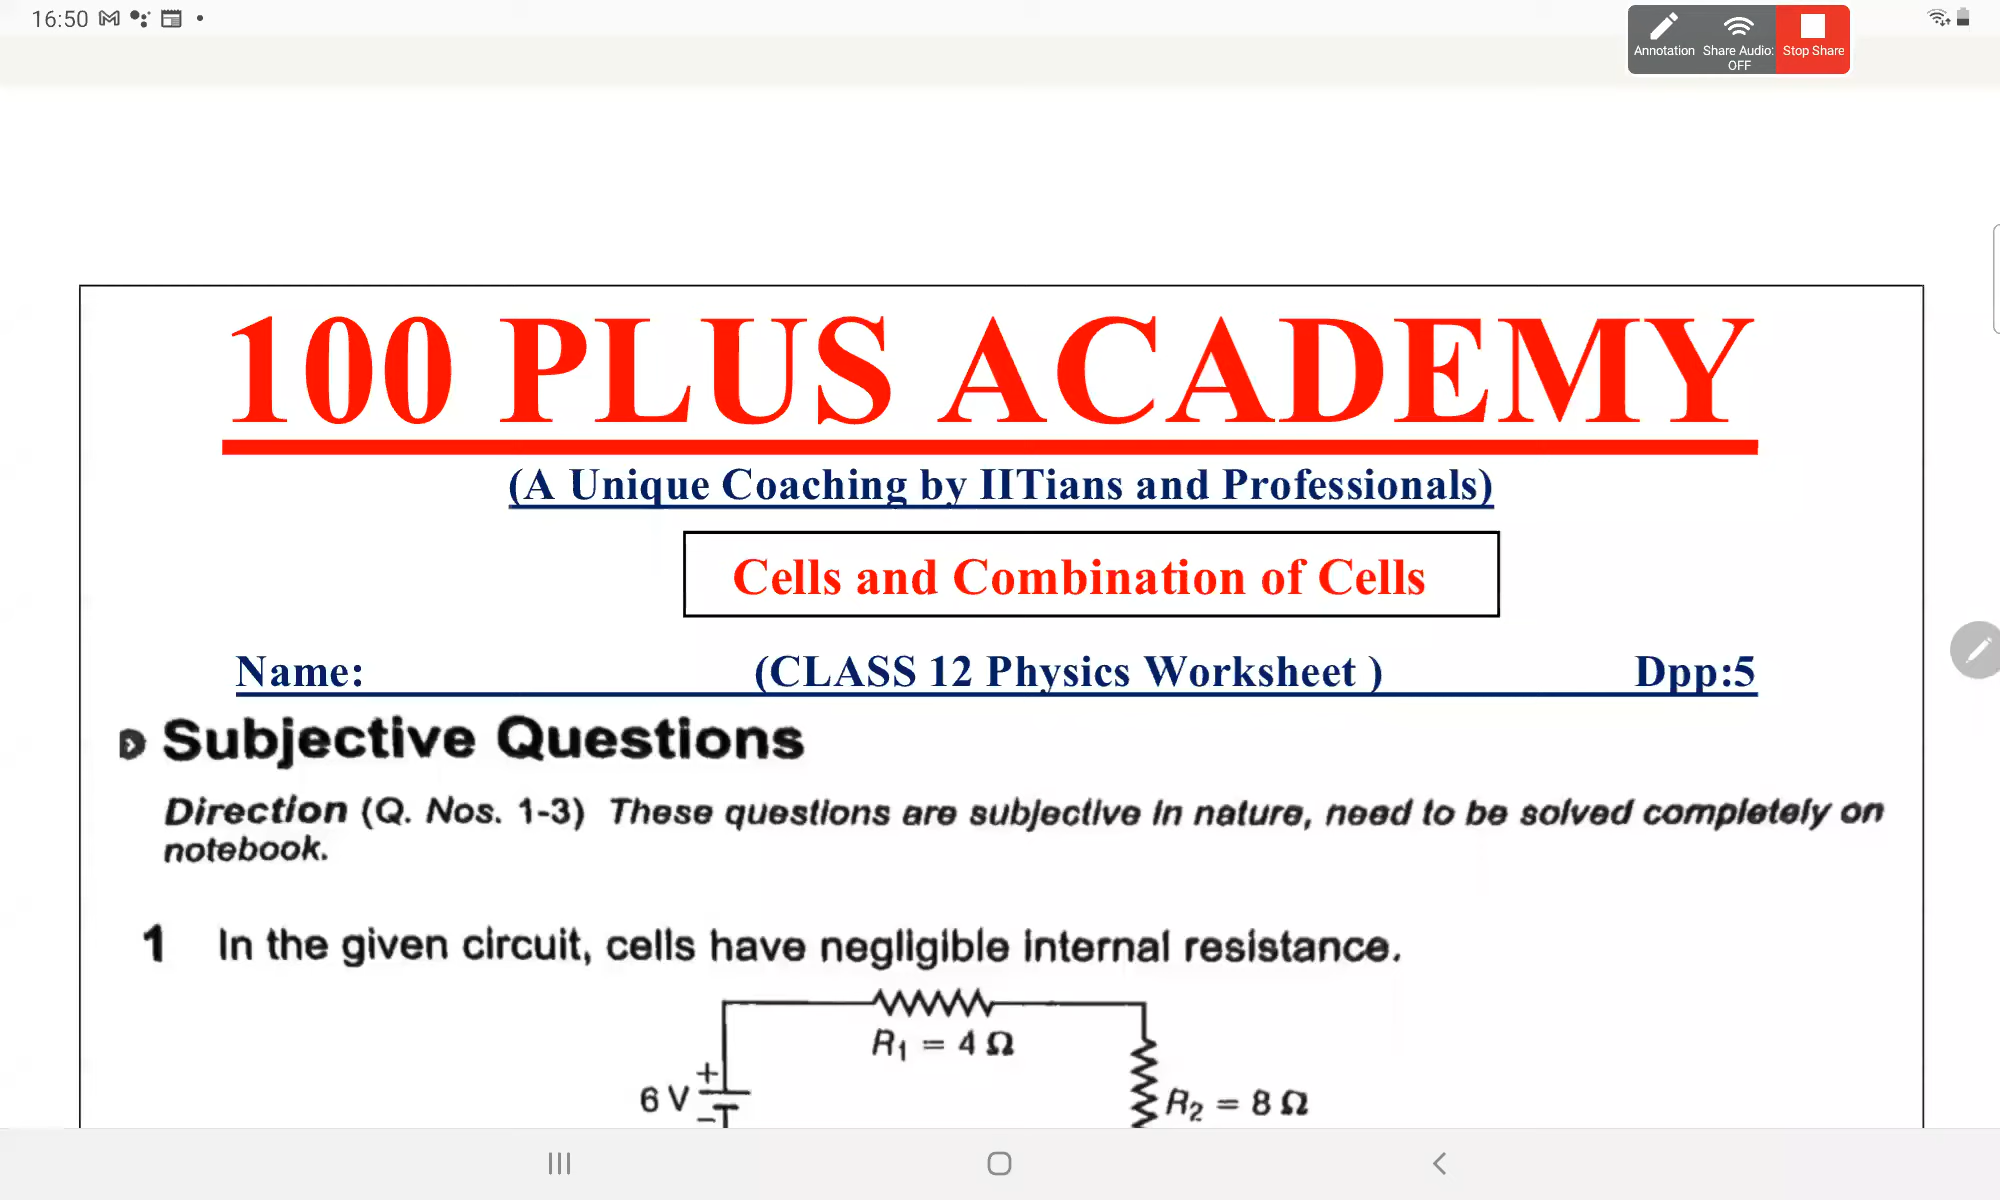 16:50
Annotation Share Audio: OFF Stop Share
100 PLUS ACADEMY
(A Unique Coaching by IITians and Professionals)
Cells and Combination of Cells
Name: (CLASS 12 Physics Worksheet ) Dpp:5
Subjective Questions
Direction (Q. Nos. 1-3) These questions are subjective in nature, need to be solved completely on
notebook.
1 In the given circuit, cells have negligible internal resistance.
R₁ = 4 Ω
+
6 V
–
R₂ = 8 Ω